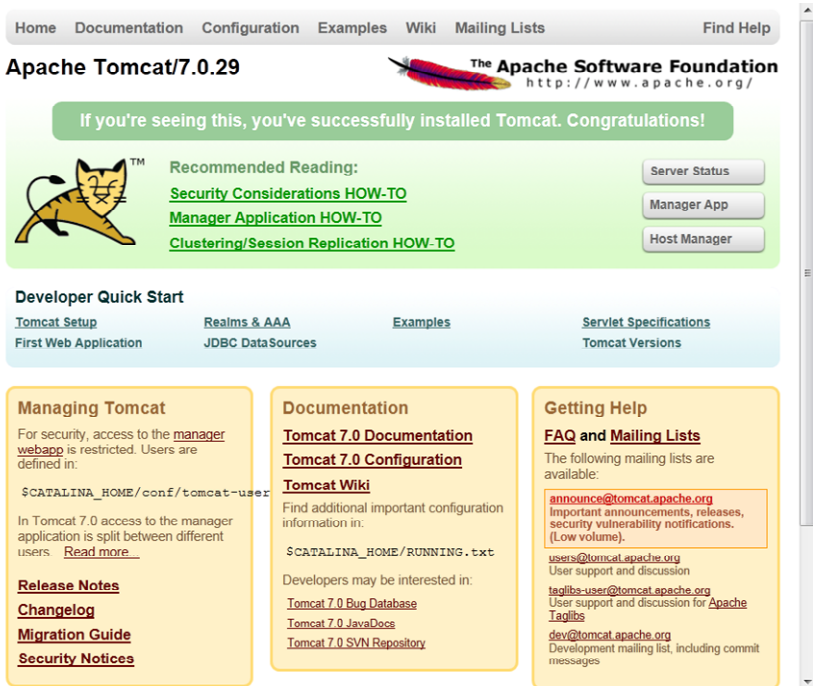 Home Documentation Configuration Examples Wiki Mailing Lists Find Help
Apache Tomcat/7.0.29
The Apache Software Foundation
http://www.apache.org/
If you're seeing this, you've successfully installed Tomcat. Congratulations!
TM
Recommended Reading:
Security Considerations HOW-TO
Manager Application HOW-TO
Clustering/Session Replication HOW-TO
Server Status
Manager App
Host Manager
Developer Quick Start
Tomcat Setup
First Web Application
Realms & AAA
JDBC DataSources
Examples
Servlet Specifications
Tomcat Versions
Managing Tomcat
For security, access to the manager
webapp is restricted. Users are
defined in:
$CATALINA_HOME/conf/tomcat-user
In Tomcat 7.0 access to the manager
application is split between different
users. Read more...
Release Notes
Changelog
Migration Guide
Security Notices
Documentation
Tomcat 7.0 Documentation
Tomcat 7.0 Configuration
Tomcat Wiki
Find additional important configuration
information in:
$CATALINA_HOME/RUNNING.txt
Developers may be interested in:
Tomcat 7.0 Bug Database
Tomcat 7.0 JavaDocs
Tomcat 7.0 SVN Repository
Getting Help
FAQ and Mailing Lists
The following mailing lists are
available:
announce@tomcat.apache.org
Important announcements, releases,
security vulnerability notifications.
(Low volume).
users@tomcat.apache.org
User support and discussion
taglibs-user@tomcat.apache.org
User support and discussion for Apache
Taglibs
dev@tomcat.apache.org
Development mailing list, including commit
messages